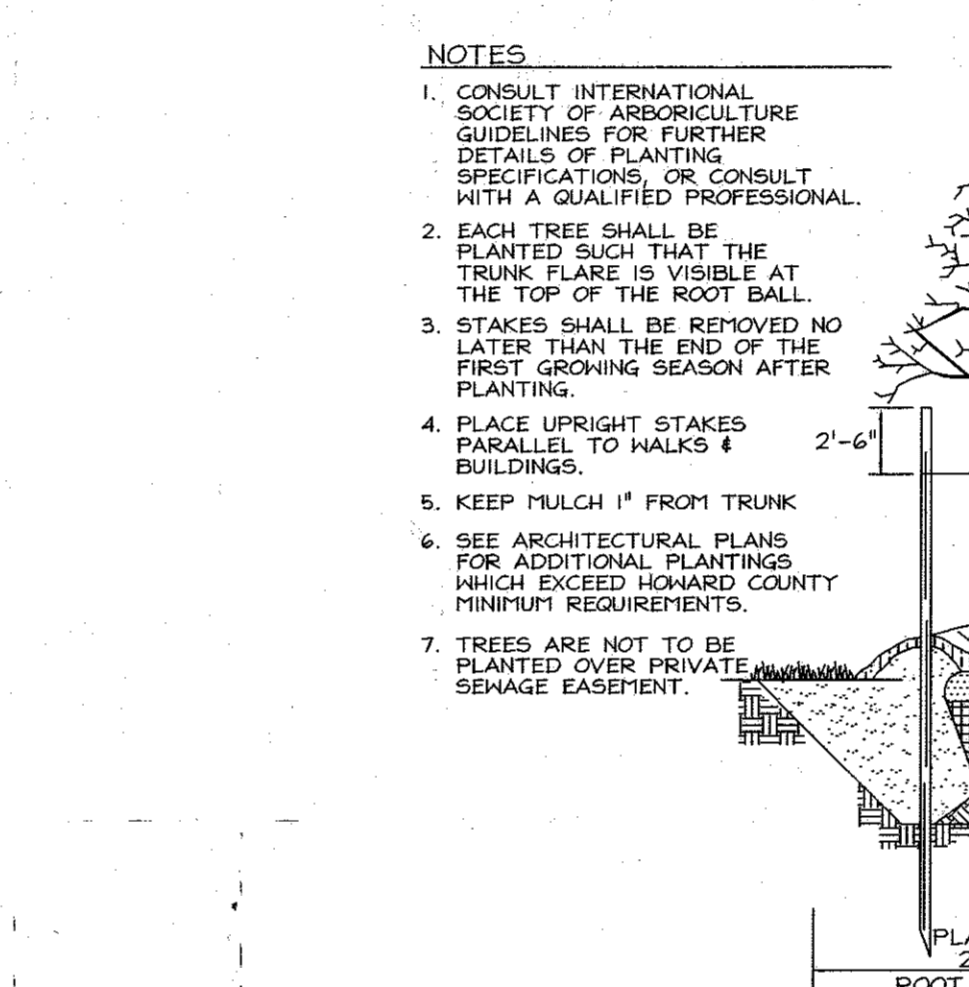 NOTES
1. CONSULT INTERNATIONAL
SOCIETY OF ARBORICULTURE
GUIDELINES FOR FURTHER
DETAILS OF PLANTING
SPECIFICATIONS, OR CONSULT
WITH A QUALIFIED PROFESSIONAL.
2. EACH TREE SHALL BE
PLANTED SUCH THAT THE
TRUNK FLARE IS VISIBLE AT
THE TOP OF THE ROOT BALL.
3. STAKES SHALL BE REMOVED NO
LATER THAN THE END OF THE
FIRST GROWING SEASON AFTER
PLANTING.
4. PLACE UPRIGHT STAKES
PARALLEL TO WALKS &
BUILDINGS.
5. KEEP MULCH 1" FROM TRUNK
6. SEE ARCHITECTURAL PLANS
FOR ADDITIONAL PLANTINGS
WHICH EXCEED HOWARD COUNTY
MINIMUM REQUIREMENTS.
7. TREES ARE NOT TO BE
PLANTED OVER PRIVATE
SEWAGE EASEMENT.
2'-6"
PLA
2
ROOT